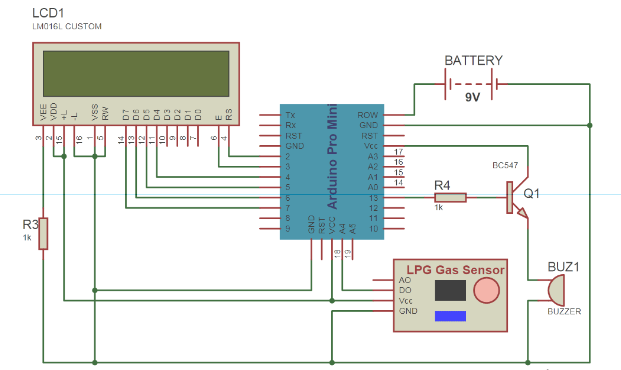 LCD1
LM016L CUSTOM
VEE VDD +L -L VSS RW D7 D6 D5 D4 D3 D2 D1 D0 E RS
3 2 15 16 1 5 14 13 12 11 10 9 8 7 6 4
BATTERY
9V
Arduino Pro Mini
Tx
Rx
RST
GND
2
3
4
5
6
7
8
9
ROW
GND
RST
Vcc
A3 17
A2 16
A1 15
A0 14
13
12
11
10
GND RST VCC A4 A5
18 19
R4
1k
BC547
Q1
R3
1k
LPG Gas Sensor
AO
DO
Vcc
GND
BUZ1
BUZZER